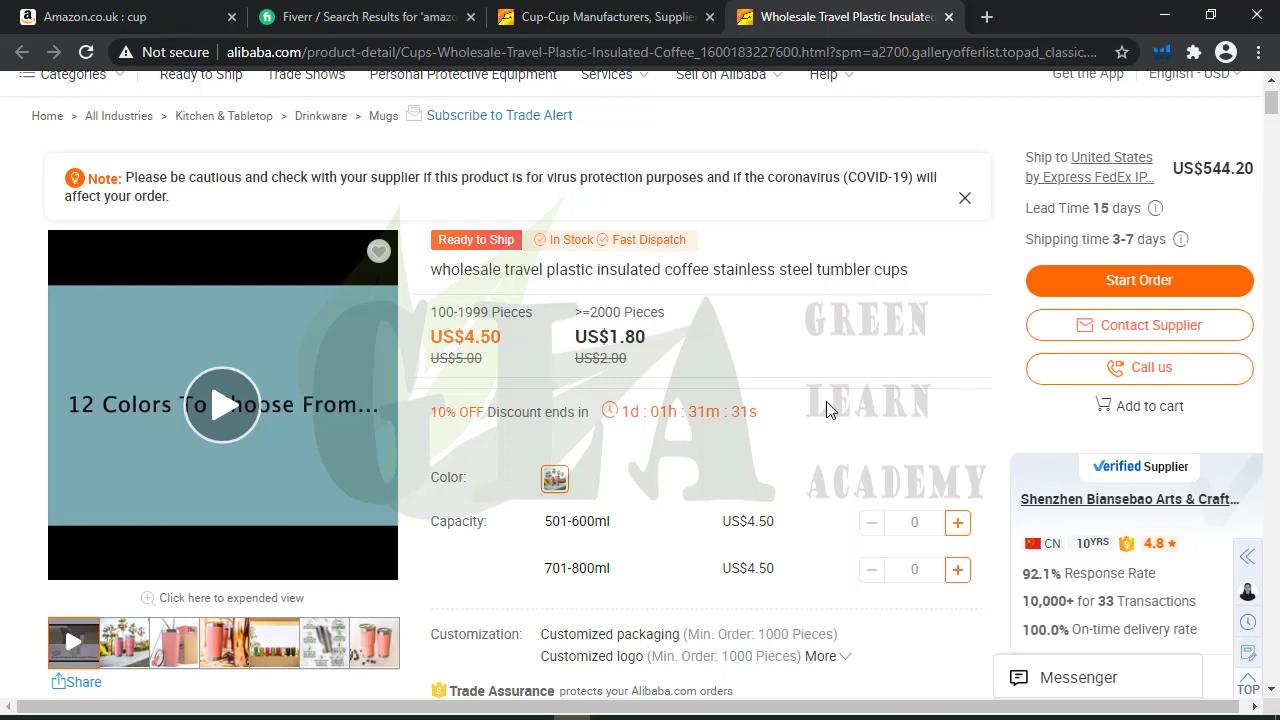 Amazon.co.uk : cup
Fiverr / Search Results for 'amazo
Cup-Cup Manufacturers, Supplie
Wholesale Travel Plastic Insulated
Not secure
alibaba.com/product-detail/Cups-Wholesale-Travel-Plastic-Insulated-Coffee_1600183227600.html?spm=a2700.galleryofferlist.topad_classic....
Categories
Ready to Ship
Trade Shows
Personal Protective Equipment
Services
Sell on Alibaba
Help
Get the App
English - USD
Home > All Industries > Kitchen & Tabletop > Drinkware > Mugs
Subscribe to Trade Alert
Note: Please be cautious and check with your supplier if this product is for virus protection purposes and if the coronavirus (COVID-19) will
affect your order.
12 Colors To Choose From...
Click here to expended view
Share
Ready to Ship
In Stock
Fast Dispatch
wholesale travel plastic insulated coffee stainless steel tumbler cups
100-1999 Pieces
>=2000 Pieces
US$4.50
US$1.80
US$5.00
US$2.00
10% OFF Discount ends in 1d : 01h : 31m : 31s
Color:
Capacity:
501-600ml
US$4.50
0
701-800ml
US$4.50
0
Customization:
Customized packaging (Min. Order: 1000 Pieces)
Customized logo (Min. Order: 1000 Pieces) More
Trade Assurance protects your Alibaba.com orders
GLA
GREEN
LEARN
ACADEMY
Ship to United States
by Express FedEx IP...
US$544.20
Lead Time 15 days
Shipping time 3-7 days
Start Order
Contact Supplier
Call us
Add to cart
Verified Supplier
Shenzhen Biansebao Arts & Craft...
CN
10YRS
4.8
92.1% Response Rate
10,000+ for 33 Transactions
100.0% On-time delivery rate
Messenger
TOP